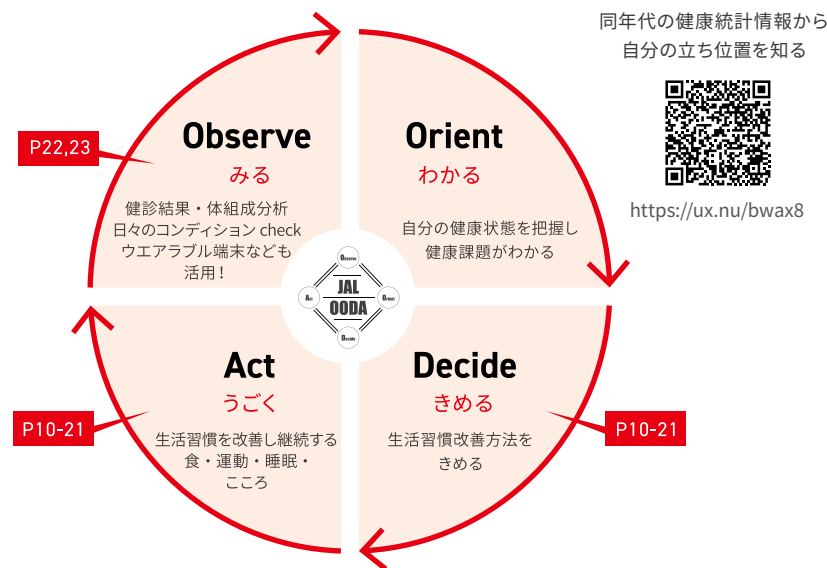 同年代の健康統計情報から
自分の立ち位置を知る
https://ux.nu/bwax8
P22,23
Observe
みる
健診結果・体組成分析
日々のコンディション check
ウエアラブル端末なども
活用！
Orient
わかる
自分の健康状態を把握し
健康課題がわかる
Observe
Act
JAL
OODA
Orient
Decide
Decide
きめる
生活習慣改善方法を
きめる
P10-21
Act
うごく
生活習慣を改善し継続する
食・運動・睡眠・
こころ
P10-21